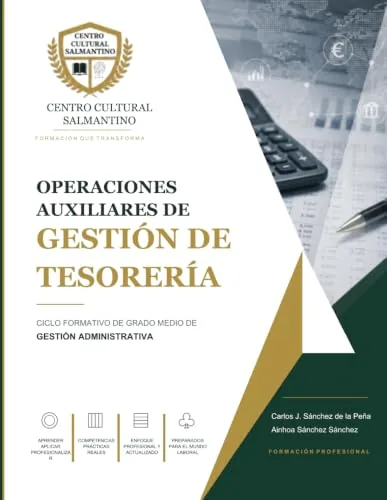 CENTRO
CULTURAL
SALMANTINO
CENTRO CULTURAL
SALMANTINO
FORMACIÓN QUE TRANSFORMA
OPERACIONES
AUXILIARES DE
GESTIÓN DE
TESORERÍA
CICLO FORMATIVO DE GRADO MEDIO DE
GESTIÓN ADMINISTRATIVA
APRENDER
APLICAR
PROFESIONALIZA
R
COMPETENCIAS
PRÁCTICAS
REALES
ENFOQUE
PROFESIONAL Y
ACTUALIZADO
PREPARADOS
PARA EL MUNDO
LABORAL
Carlos J. Sánchez de la Peña
Ainhoa Sánchez Sánchez
FORMACIÓN PROFESIONAL